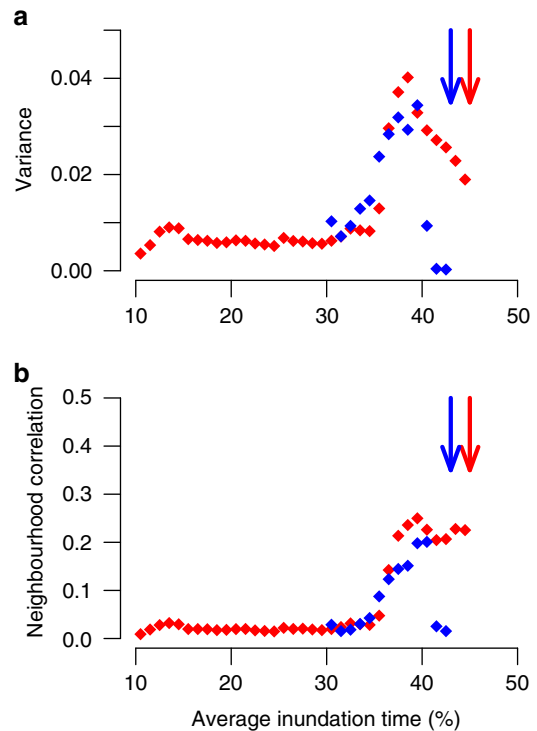 a
Variance
0.04
0.02
0.00
10 20 30 40 50
b
Neighbourhood correlation
0.5
0.4
0.3
0.2
0.1
0.0
10 20 30 40 50
Average inundation time (%)